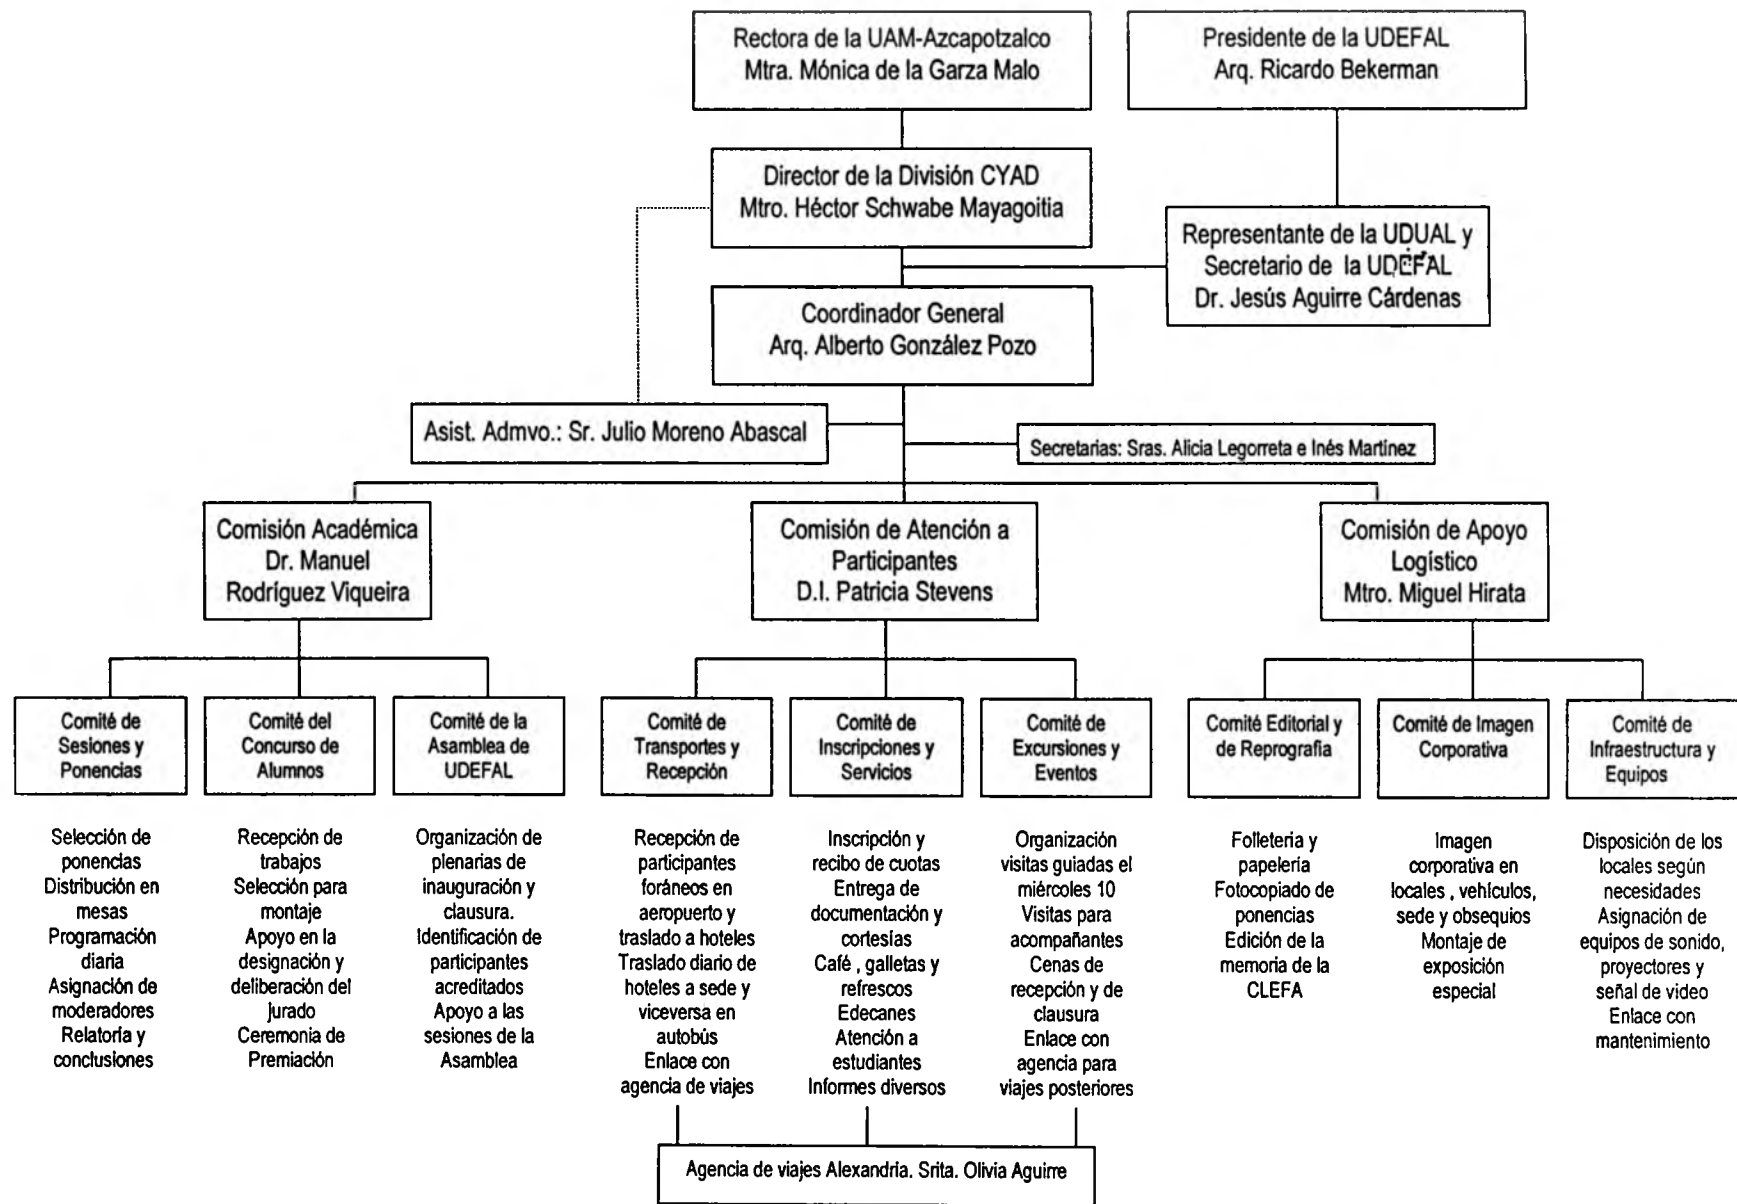 Rectora de la UAM-Azcapotzalco
Mtra. Mónica de la Garza Malo
Presidente de la UDEFAL
Arq. Ricardo Bekerman
Director de la División CYAD
Mtro. Héctor Schwabe Mayagoitia
Representante de la UDUAL y
Secretario de la UDEFAL
Dr. Jesús Aguirre Cárdenas
Coordinador General
Arq. Alberto González Pozo
Asist. Admvo.: Sr. Julio Moreno Abascal
Secretarias: Sras. Alicia Legorreta e Inés Martínez
Comisión Académica
Dr. Manuel
Rodríguez Viqueira
Comisión de Atención a
Participantes
D.I. Patricia Stevens
Comisión de Apoyo
Logístico
Mtro. Miguel Hirata
Comité de
Sesiones y
Ponencias
Comité del
Concurso de
Alumnos
Comité de la
Asamblea de
UDEFAL
Comité de
Transportes y
Recepción
Comité de
Inscripciones y
Servicios
Comité de
Excursiones y
Eventos
Comité Editorial y
de Reprografía
Comité de Imagen
Corporativa
Comité de
Infraestructura y
Equipos
Selección de
ponencias
Distribución en
mesas
Programación
diaria
Asignación de
moderadores
Relatoría y
conclusiones
Recepción de
trabajos
Selección para
montaje
Apoyo en la
designación y
deliberación del
jurado
Ceremonia de
Premiación
Organización de
plenarias de
inauguración y
clausura.
Identificación de
participantes
acreditados
Apoyo a las
sesiones de la
Asamblea
Recepción de
participantes
foráneos en
aeropuerto y
traslado a hoteles
Traslado diario de
hoteles a sede y
viceversa en
autobús
Enlace con
agencia de viajes
Inscripción y
recibo de cuotas
Entrega de
documentación y
cortesías
Café , galletas y
refrescos
Edecanes
Atención a
estudiantes
Informes diversos
Organización
visitas guiadas el
miércoles 10
Visitas para
acompañantes
Cenas de
recepción y de
clausura
Enlace con
agencia para
viajes posteriores
Folletería y
papelería
Fotocopiado de
ponencias
Edición de la
memoria de la
CLEFA
Imagen
corporativa en
locales , vehículos,
sede y obsequios
Montaje de
exposición
especial
Disposición de los
locales según
necesidades
Asignación de
equipos de sonido,
proyectores y
señal de video
Enlace con
mantenimiento
Agencia de viajes Alexandria. Srita. Olivia Aguirre